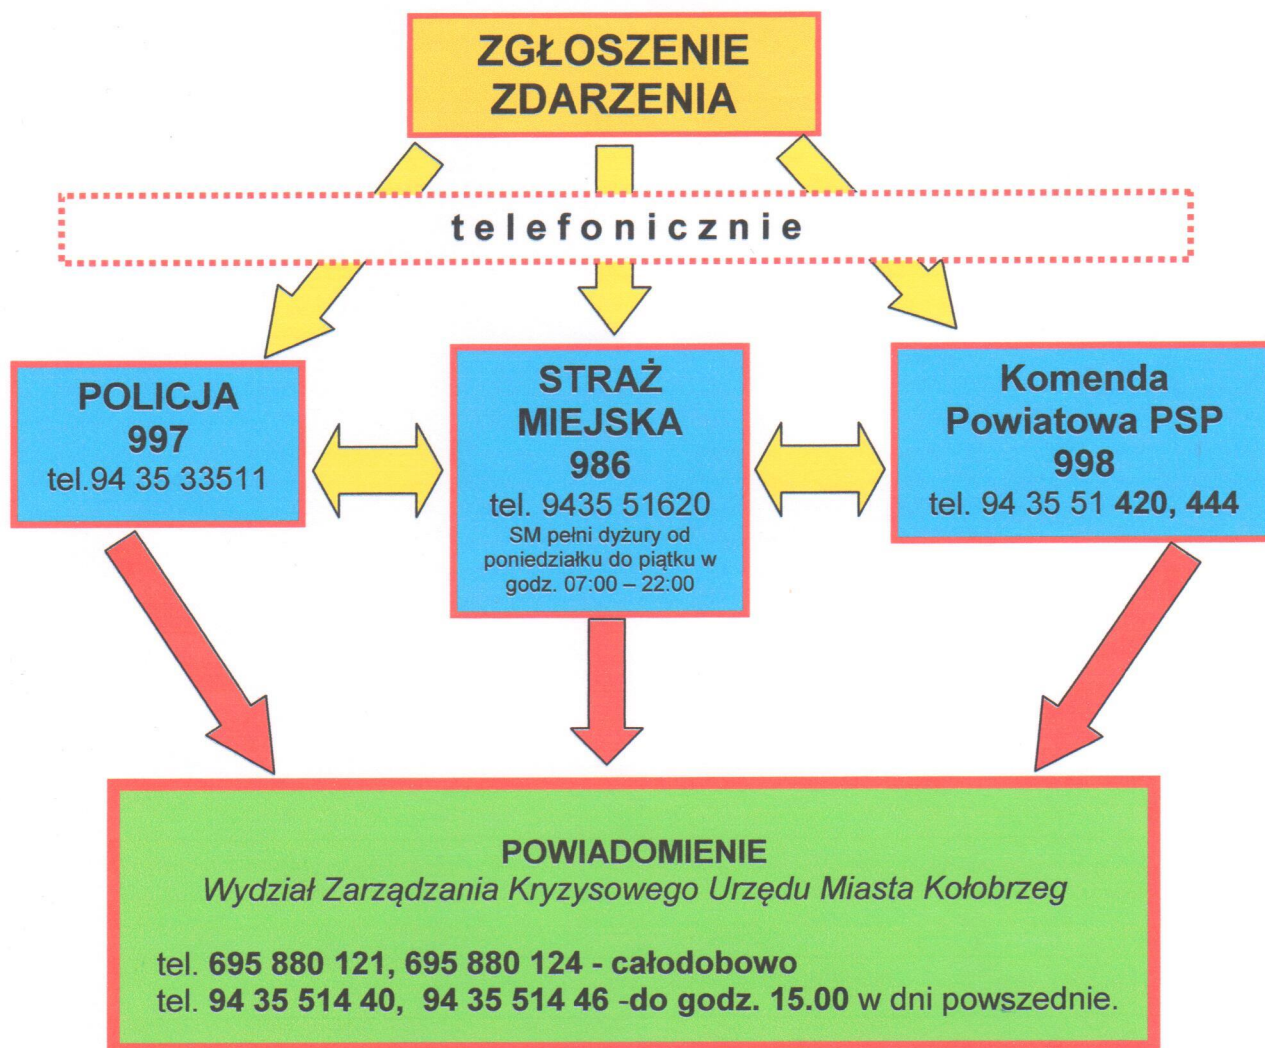 ZGŁOSZENIE
ZDARZENIA
telefonicznie
POLICJA
997
tel.94 35 33511
STRAŻ
MIEJSKA
986
tel. 9435 51620
SM pełni dyżury od
poniedziałku do piątku w
godz. 07:00 – 22:00
Komenda
Powiatowa PSP
998
tel. 94 35 51 420, 444
POWIADOMIENIE
Wydział Zarządzania Kryzysowego Urzędu Miasta Kołobrzeg
tel. 695 880 121, 695 880 124 - całodobowo
tel. 94 35 514 40, 94 35 514 46 -do godz. 15.00 w dni powszednie.